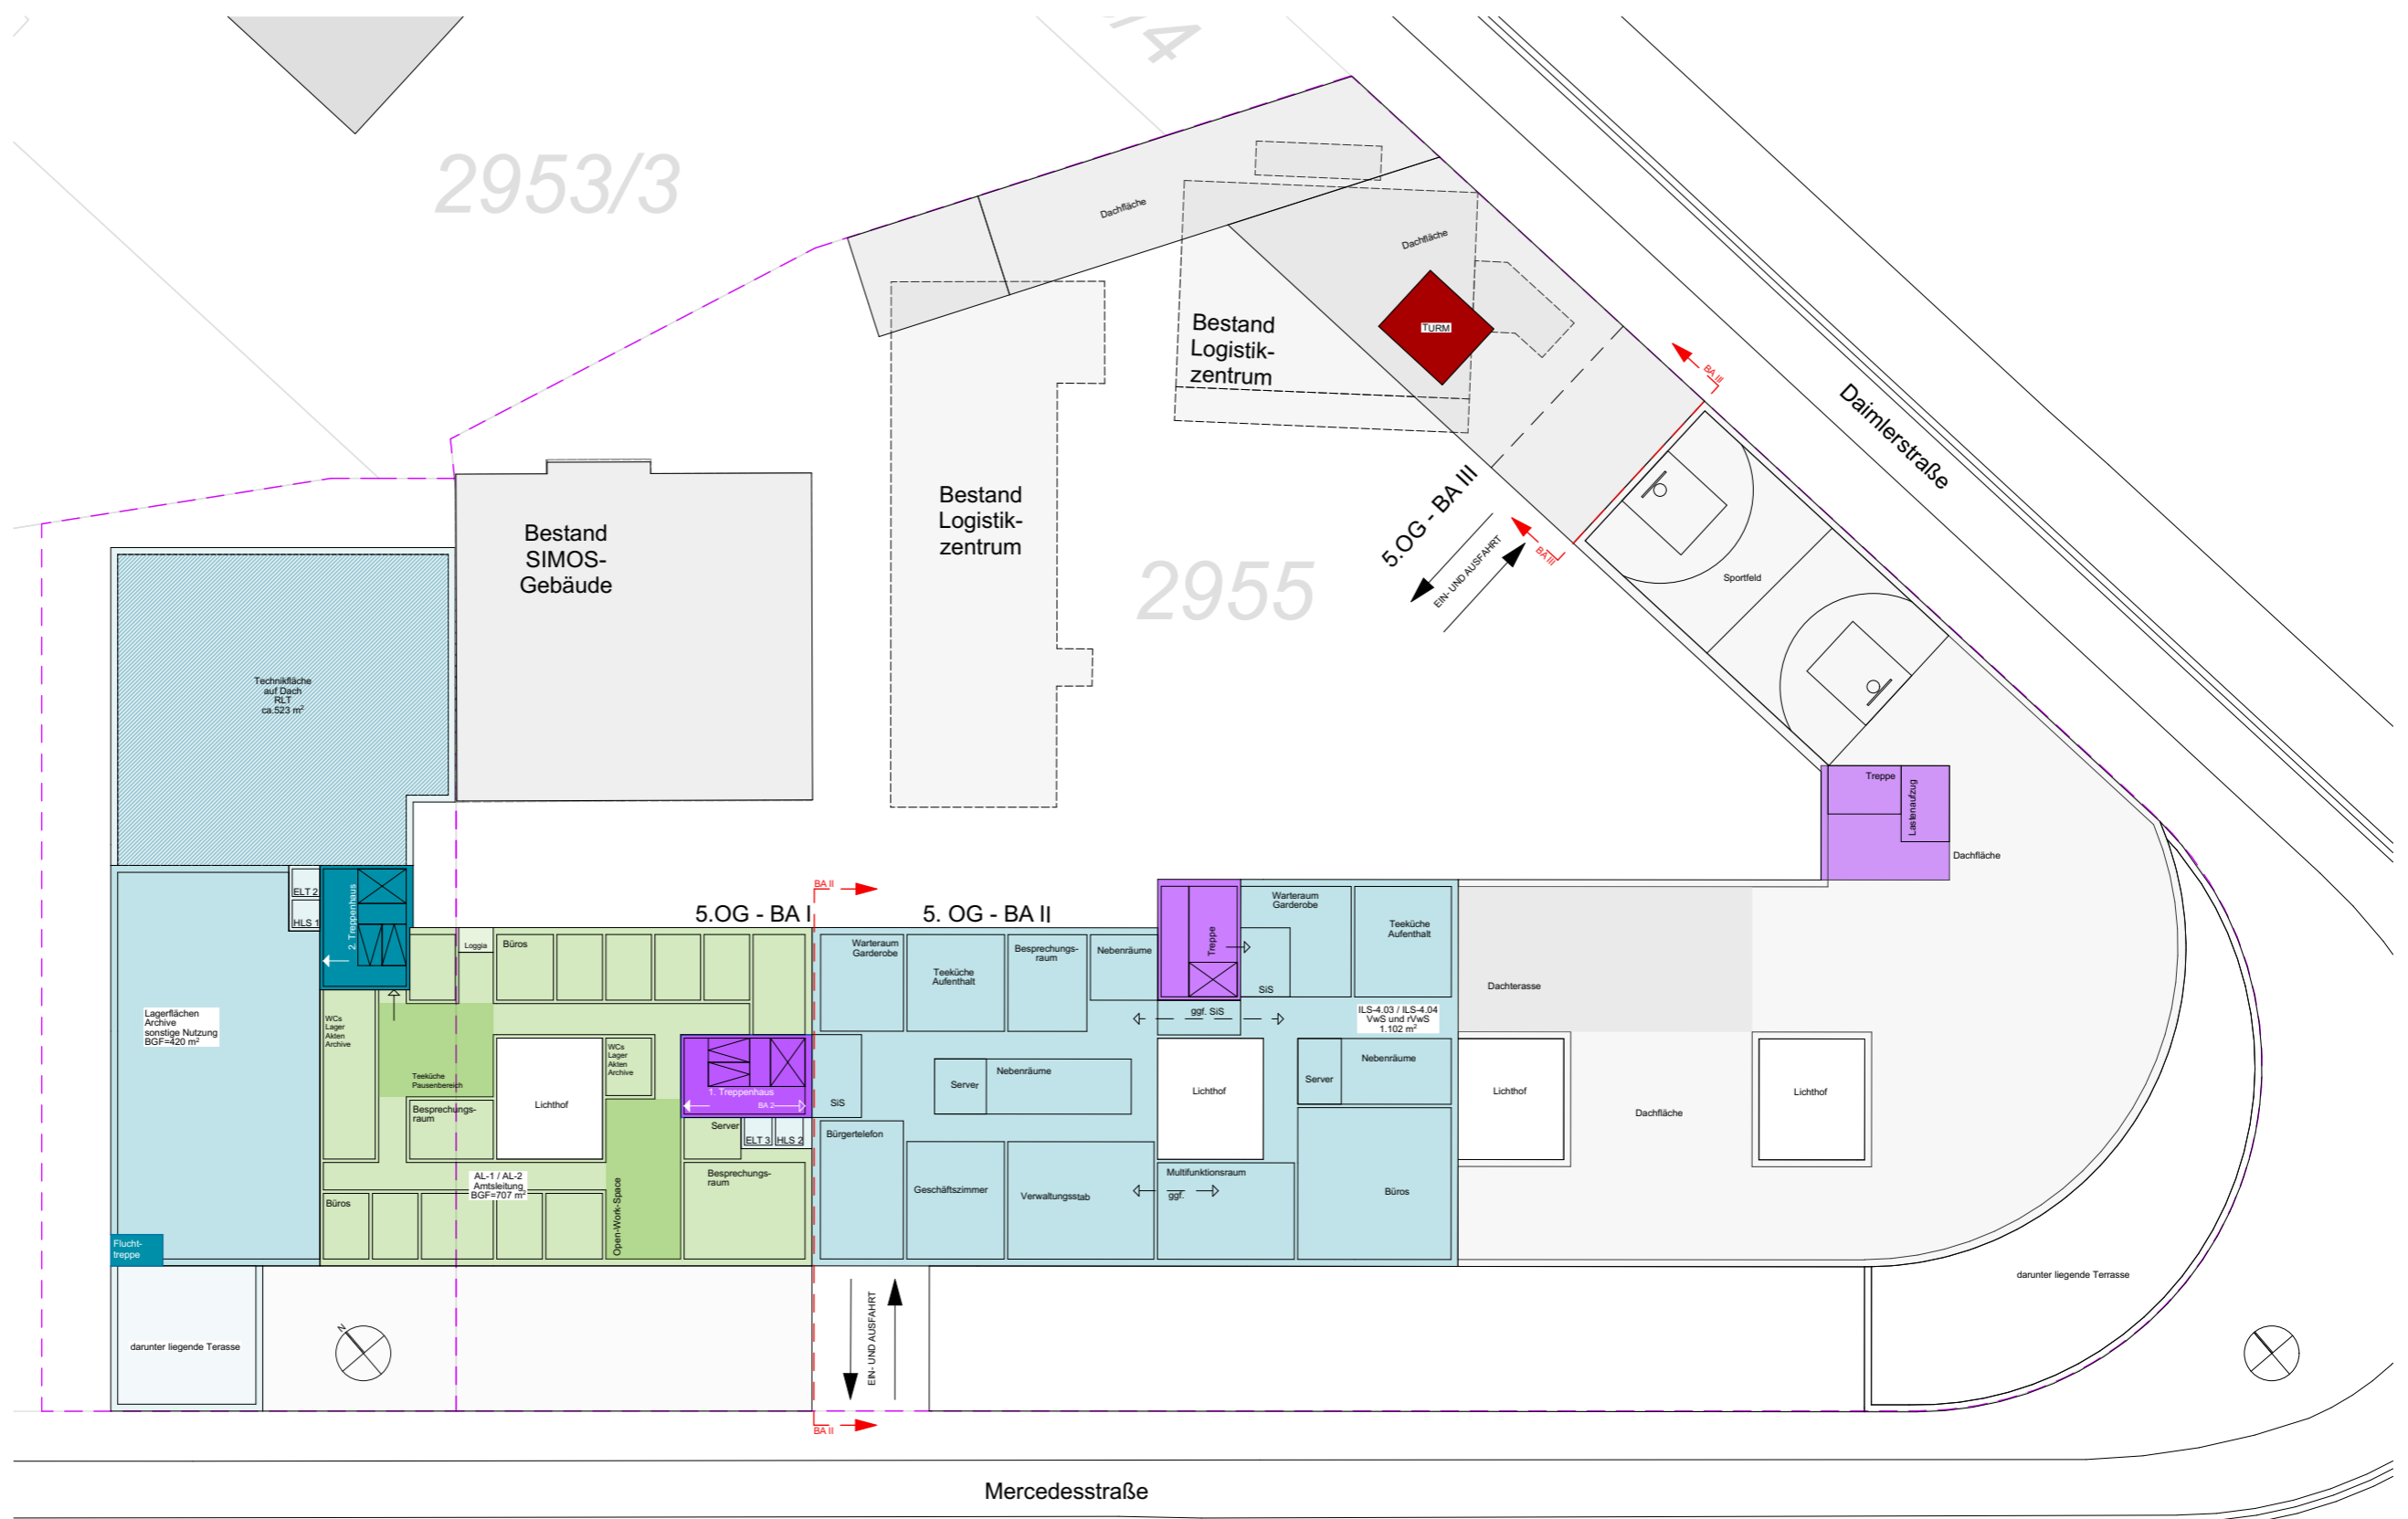 /4
2953/3
Dachfläche
Dachfläche
TURM
Bestand
Logistik-
zentrum
BA III
Daimlerstraße
Bestand
SIMOS-
Gebäude
Bestand
Logistik-
zentrum
5.OG - BA III
EIN- UND AUSFAHRT
BA III
Sportfeld
2955
Technikfläche
auf Dach
RLT
ca.523 m²
Treppe
Lastenaufzug
Dachfläche
ELT 2
HLS 1
2. Treppenhaus
5.OG - BA I
BA II
5. OG - BA II
Loggia
Büros
Warteraum
Garderobe
Teeküche
Aufenthalt
Besprechungs-
raum
Nebenräume
Treppe
Warteraum
Garderobe
Teeküche
Aufenthalt
SiS
Dachterasse
Lagerflächen
Archive
sonstige Nutzung
BGF=420 m²
WCs
Lager
Akten
Archive
ggf. SiS
ILS-4.03 / ILS-4.04
VwS und rVwS
1.102 m²
Teeküche
Pausenbereich
WCs
Lager
Akten
Archive
1. Treppenhaus
BA 2
Server
Nebenräume
Server
Nebenräume
Lichthof
Lichthof
Lichthof
Lichthof
SiS
Besprechungs-
raum
Dachfläche
Server
ELT 3
HLS 2
Bürgertelefon
AL-1 / AL-2
Amtsleitung
BGF=707 m²
Besprechungs-
raum
Geschäftszimmer
Verwaltungsstab
Multifunktionsraum
ggf.
Büros
Büros
Open-Work-Space
Flucht-
treppe
darunter liegende Terrasse
darunter liegende Terasse
N
EIN- UND AUSFAHRT
BA II
Mercedesstraße